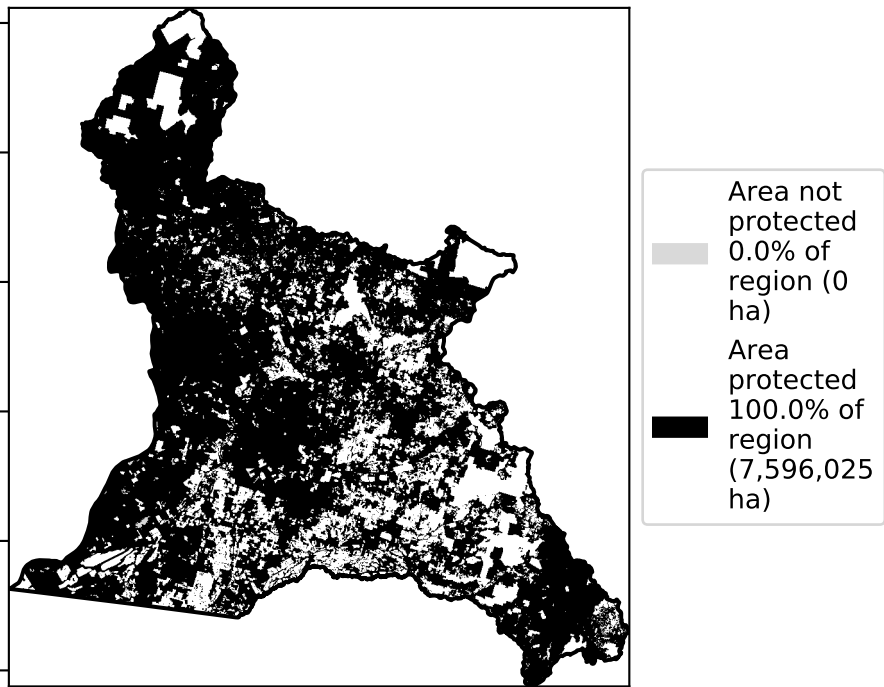 Area not
protected
0.0% of
region (0
ha)
Area
protected
100.0% of
region
(7,596,025
ha)